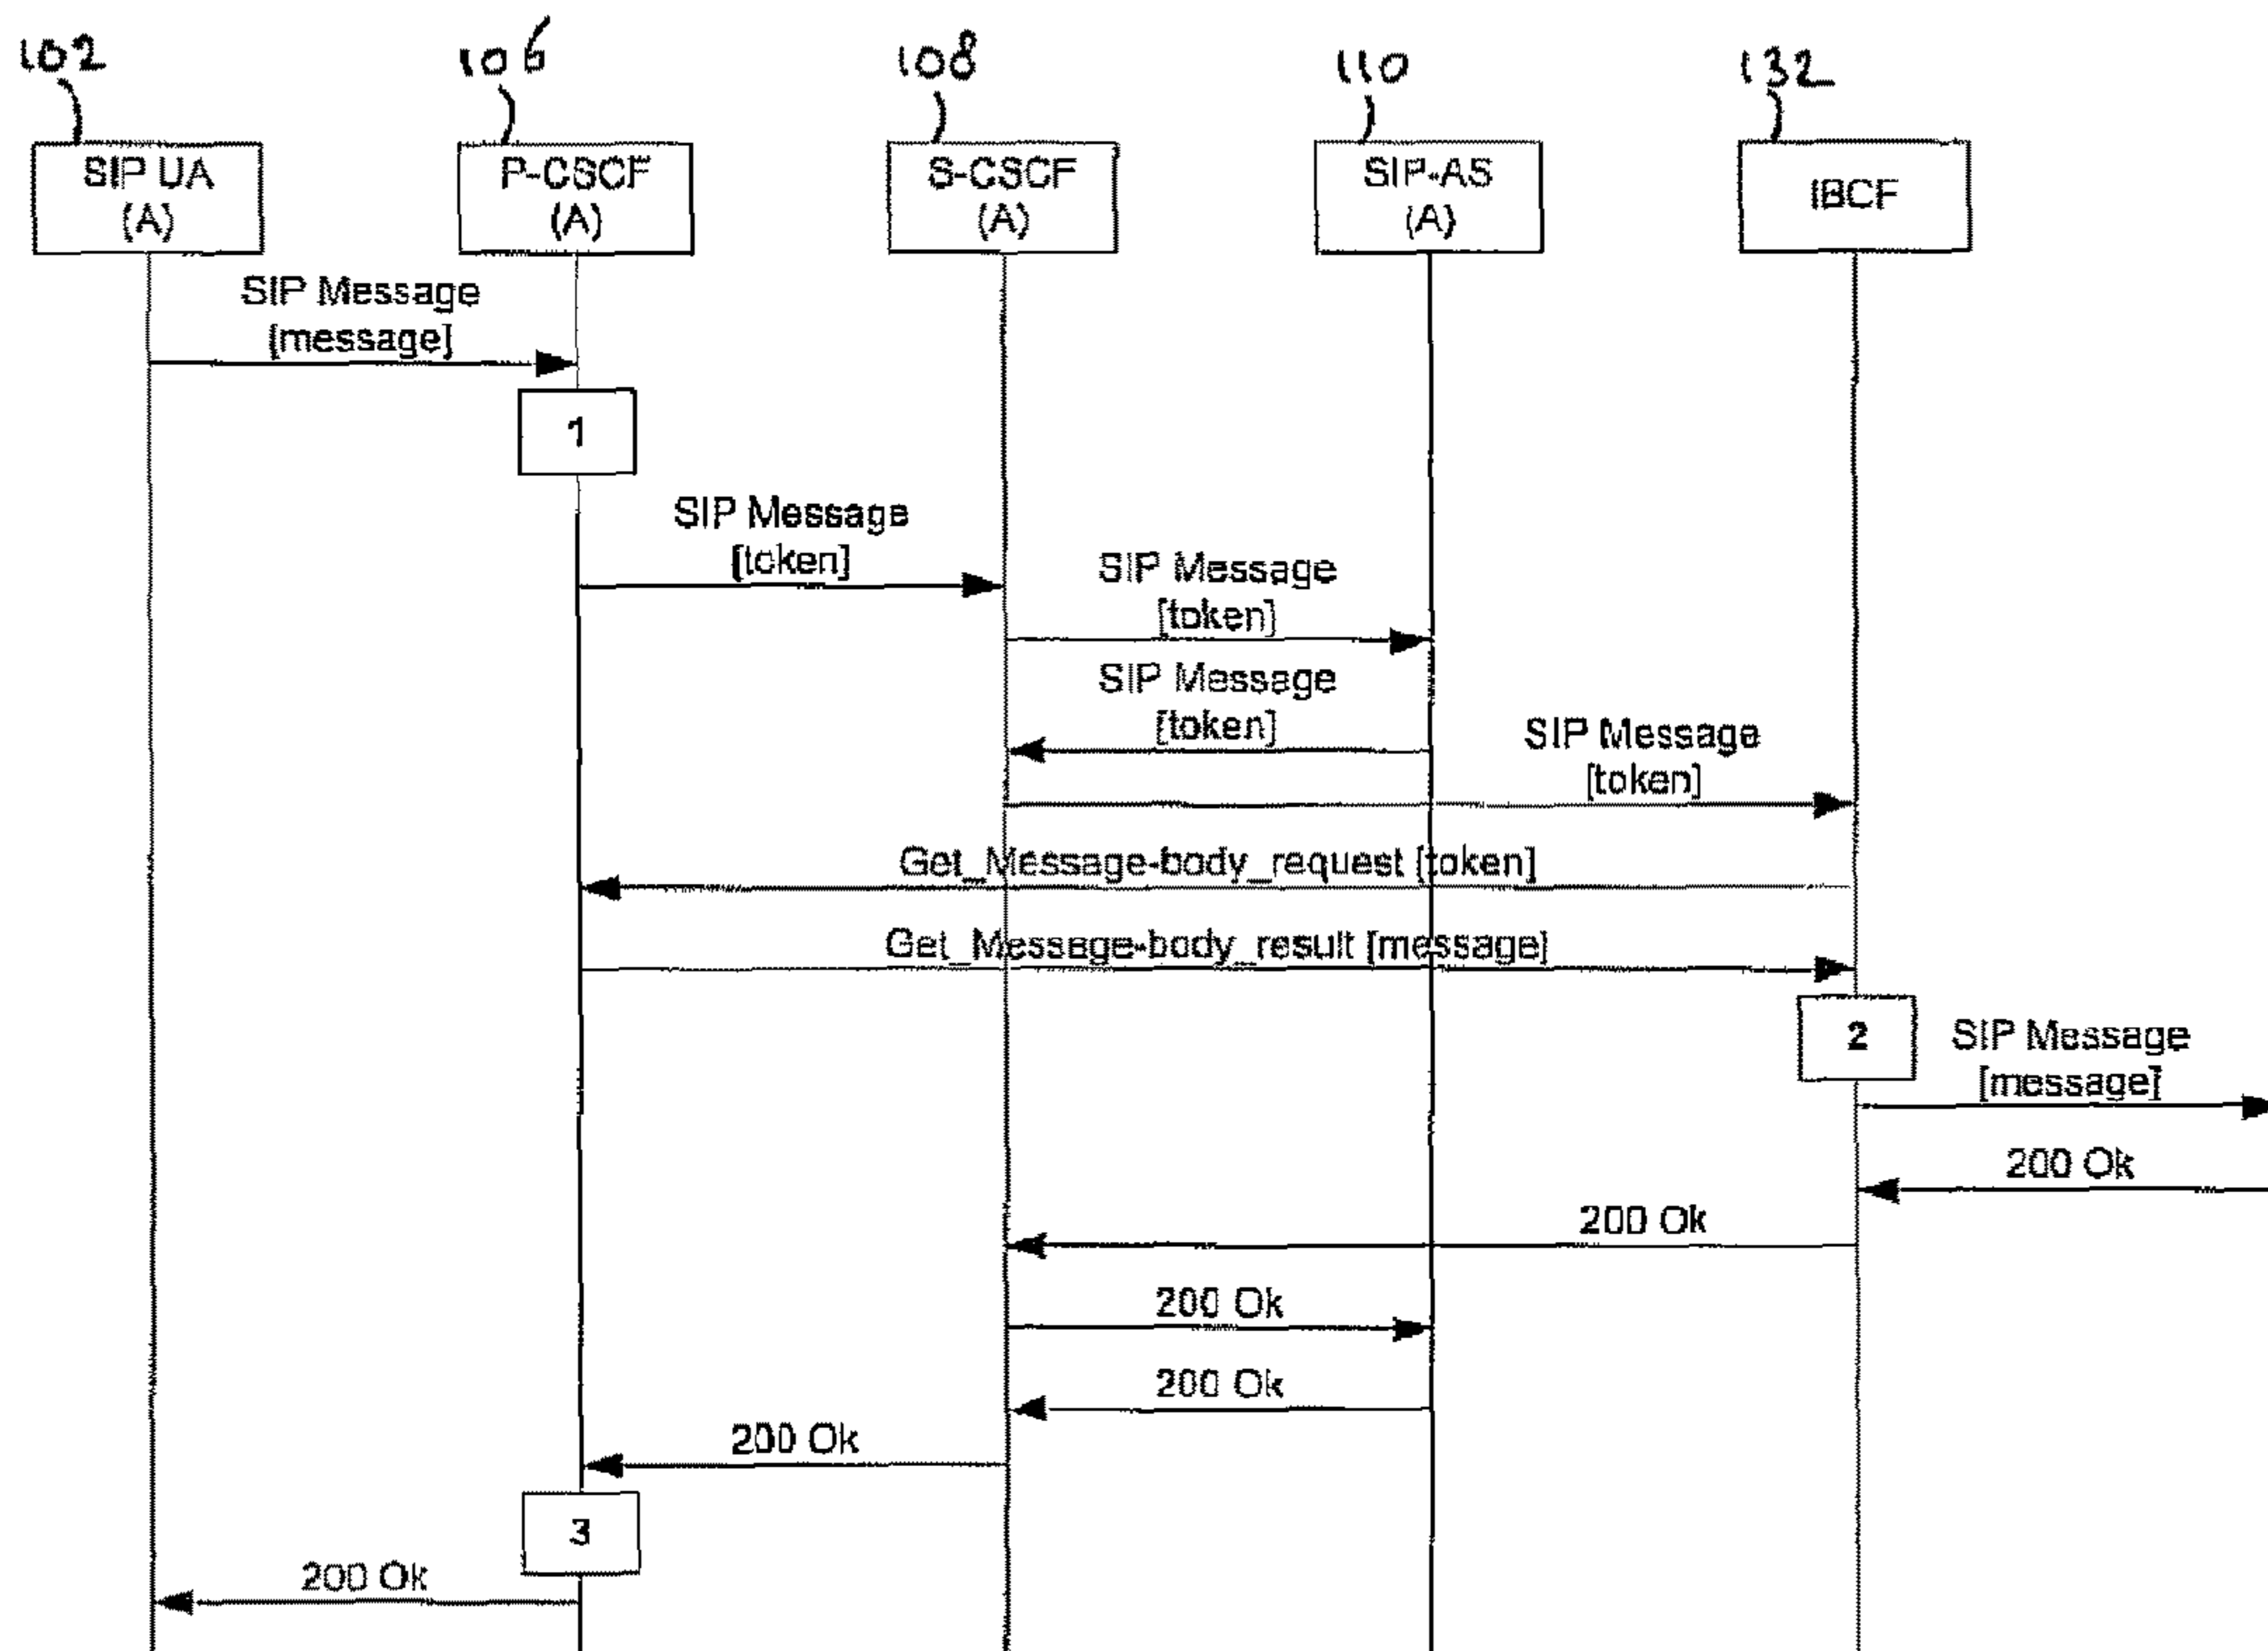 102
106
108
110
132
SIP UA
(A)
P-CSCF
(A)
S-CSCF
(A)
SIP-AS
(A)
IBCF
SIP Message
[message]
1
SIP Message
[token]
SIP Message
[token]
SIP Message
[token]
SIP Message
[token]
Get_Message-body_request [token]
Get_Message-body_result [message]
2
SIP Message
[message]
200 Ok
200 Ok
200 Ok
200 Ok
200 Ok
3
200 Ok